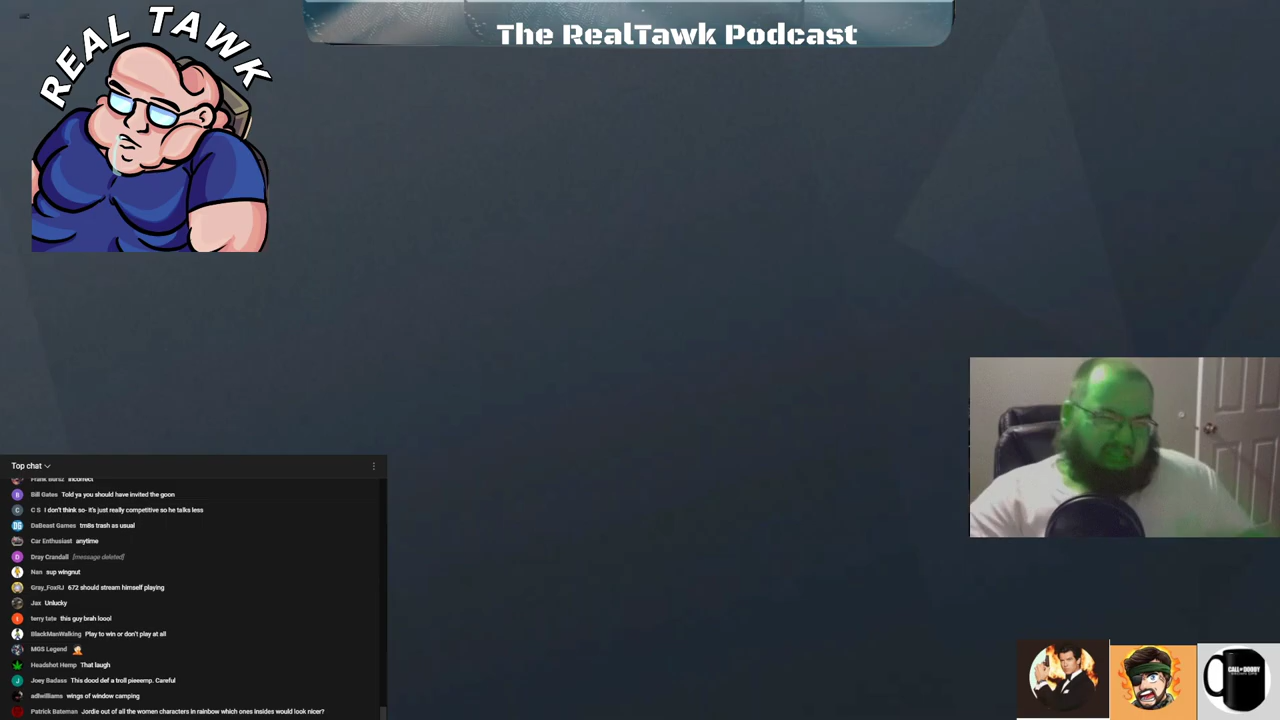 REAL TAWK
The RealTawk Podcast
Top chat
Frank Bartz incorrect
Bill Gates Told ya you should have invited the goon
C S I don't think so- It's just really competitive so he talks less
DaBeast Games tm8s trash as usual
Car Enthusiast anytime
Dray Crandall [message deleted]
Nan sup wingnut
Gray_FoxRJ 672 should stream himself playing
Jax Unlucky
terry tate this guy brah loool
BlackManWalking Play to win or don't play at all
MGS Legend
Headshot Hemp That laugh
Joey Badass This dood def a troll pieeemp. Careful
adlwilliams wings of window camping
Patrick Bateman Jordie out of all the women characters in rainbow which ones insides would look nicer?
CALL OF DOODY